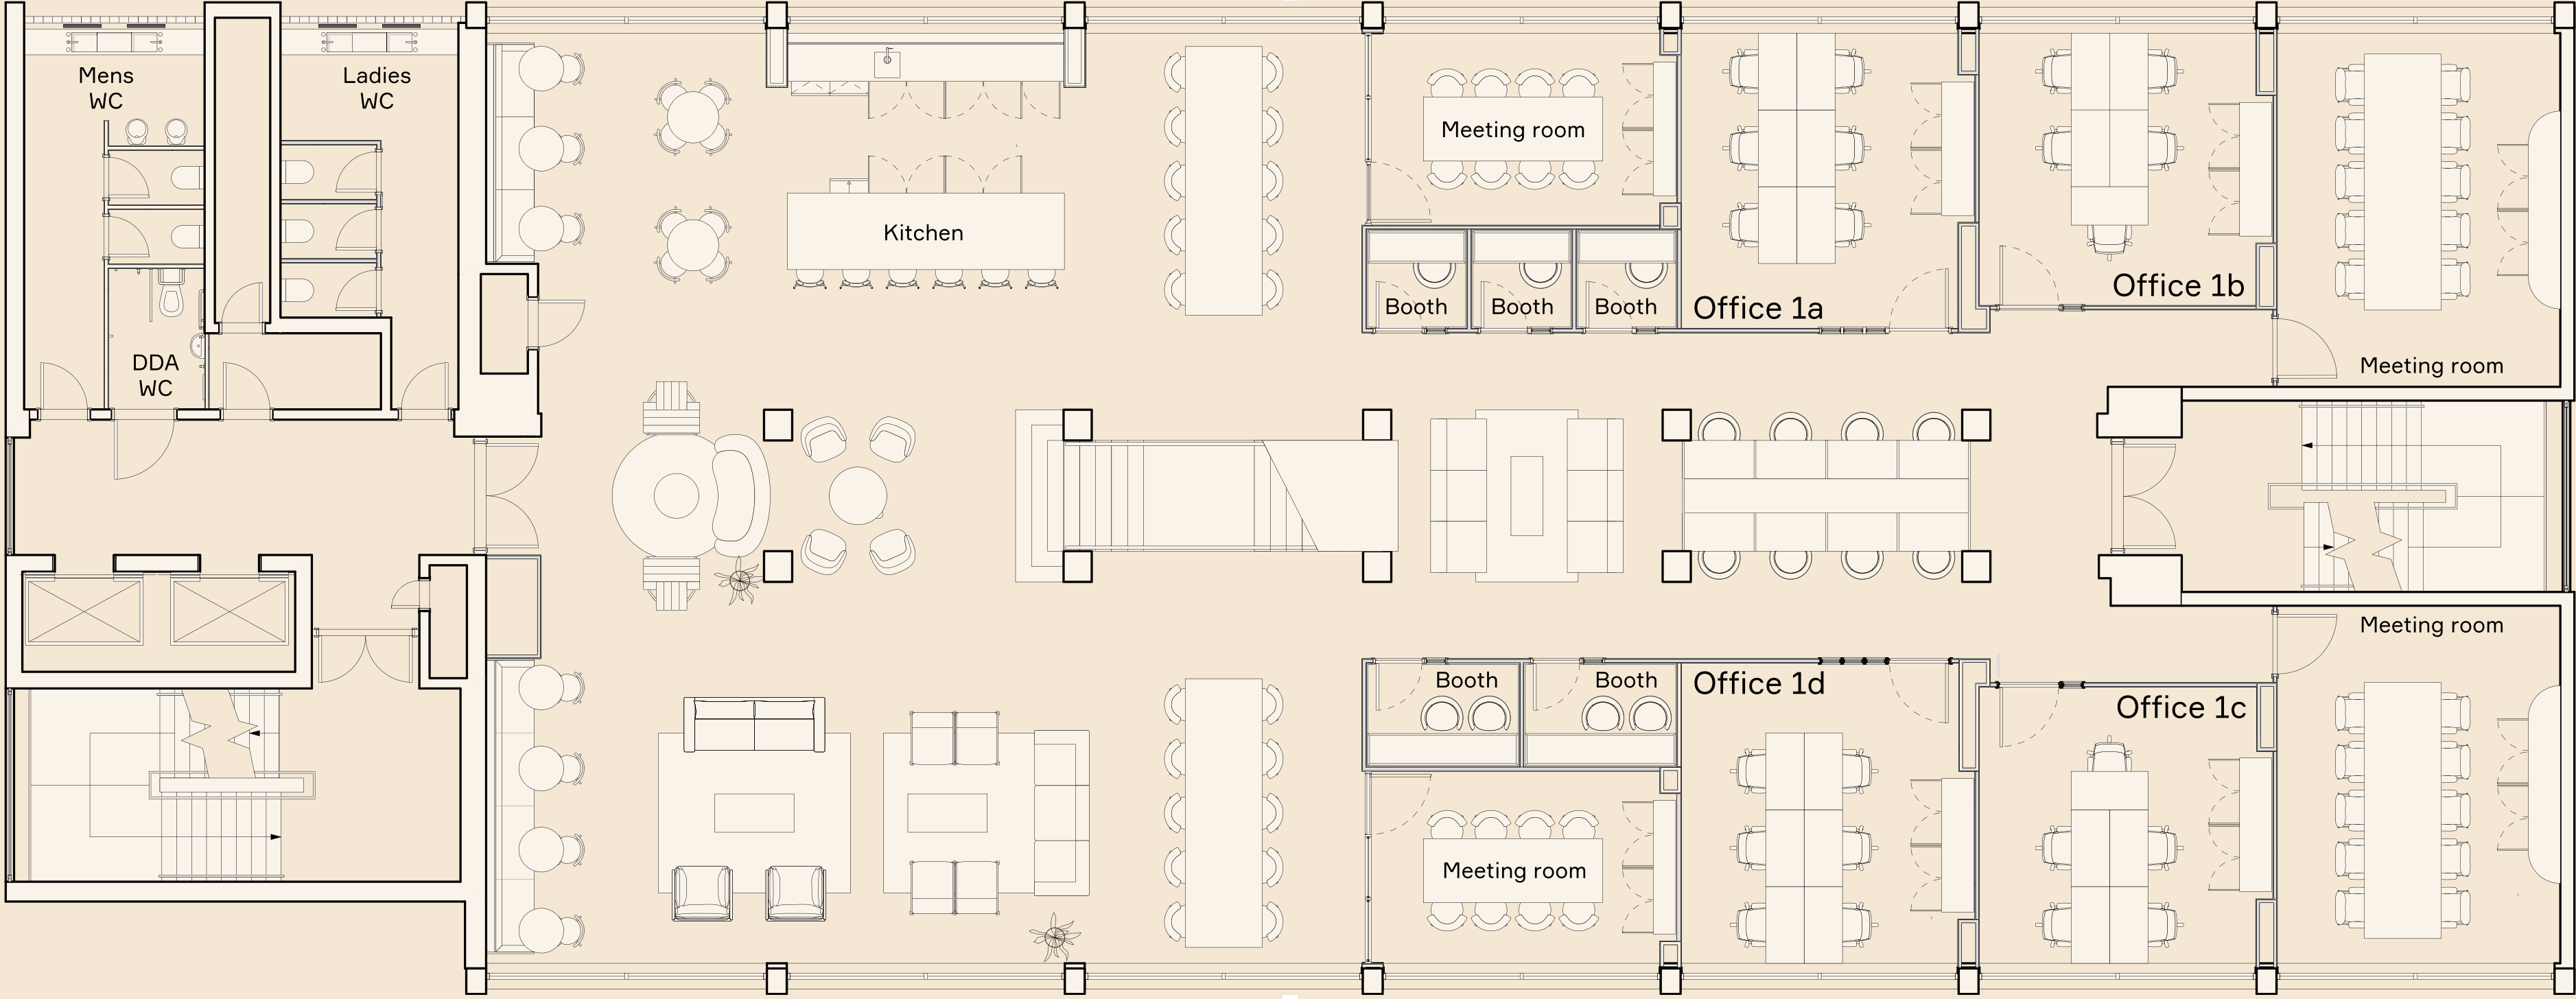 Mens
WC
Ladies
WC
Meeting room
Kitchen
Office 1b
Booth
Booth
Booth
Office 1a
DDA
WC
Meeting room
Meeting room
Booth
Booth
Office 1d
Office 1c
Meeting room